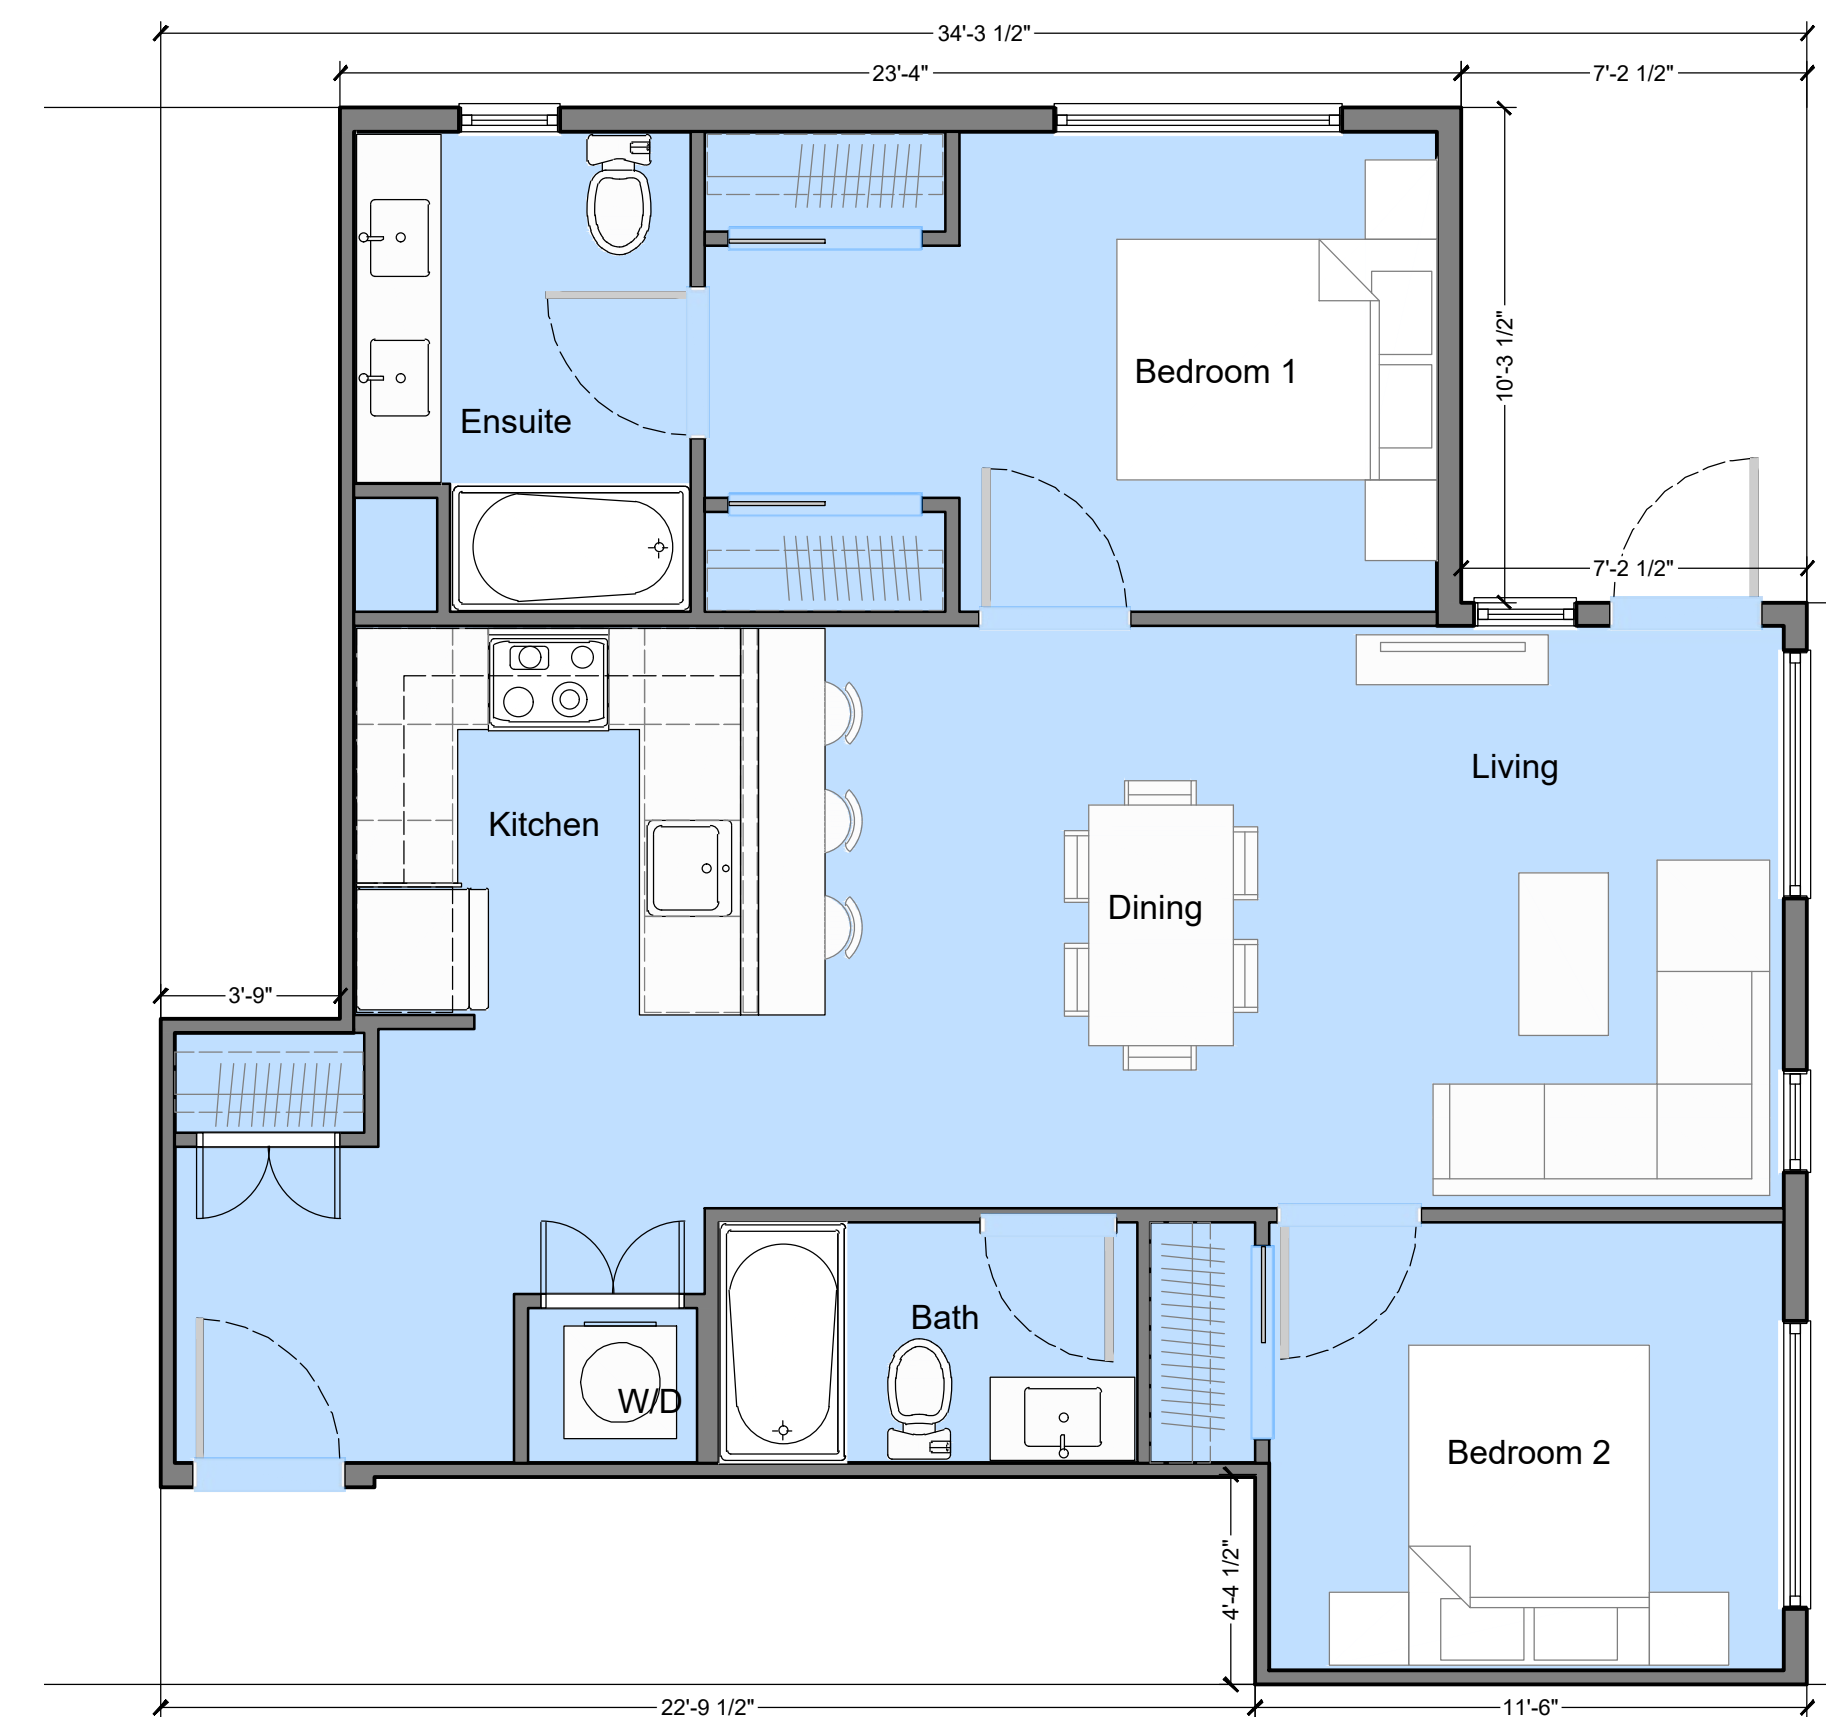 34'-3 1/2"
23'-4"
7'-2 1/2"
10'-3 1/2"
Bedroom 1
Ensuite
7'-2 1/2"
Living
Kitchen
Dining
3'-9"
Bath
W/D
Bedroom 2
4'-4 1/2"
22'-9 1/2"
11'-6"